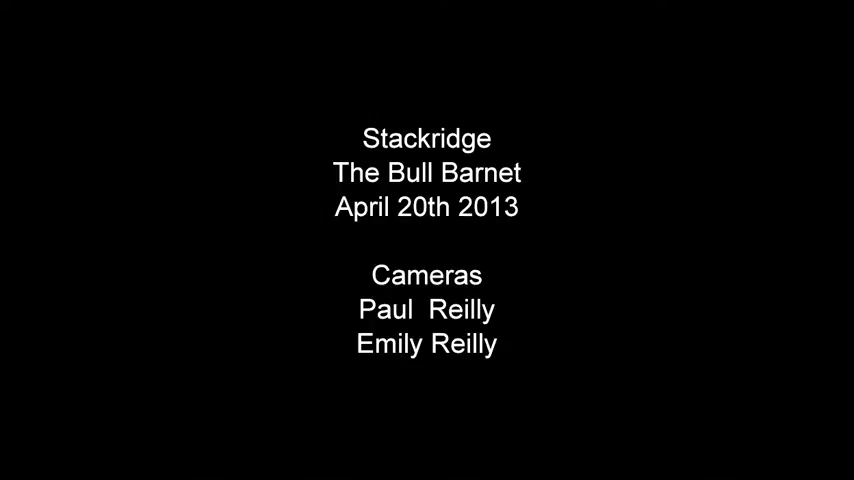 Stackridge
The Bull Barnet
April 20th 2013
Cameras
Paul  Reilly
Emily Reilly